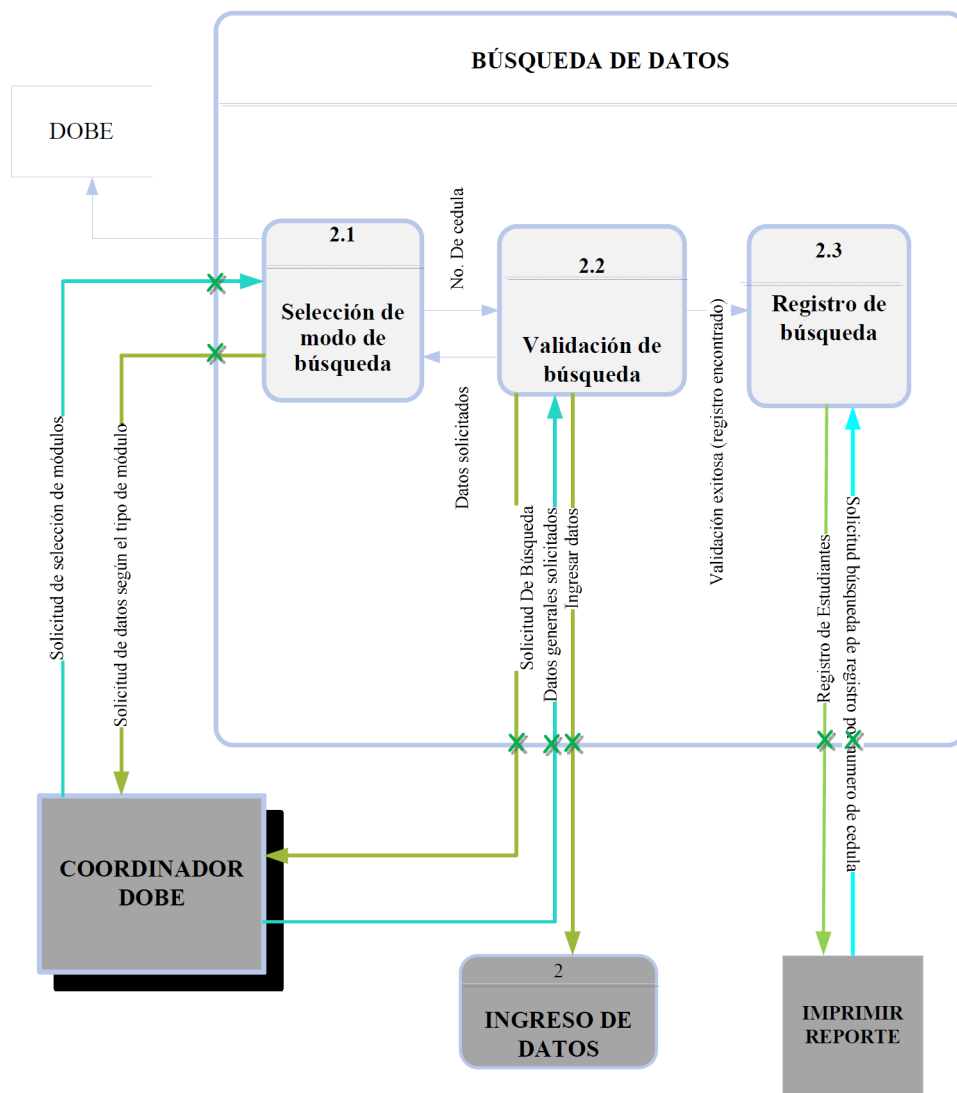 BÚSQUEDA DE DATOS
DOBE
2.1
Selección de
modo de
búsqueda
No. De cedula
2.2
Validación de
búsqueda
2.3
Registro de
búsqueda
Datos solicitados
Validación exitosa (registro encontrado)
Solicitud de selección de módulos
Solicitud de datos según el tipo de módulo
Solicitud De Búsqueda
Datos generales solicitados
Ingresar datos
Registro de Estudiantes
Solicitud búsqueda de registro por numero de cedula
COORDINADOR
DOBE
2
INGRESO DE
DATOS
IMPRIMIR
REPORTE